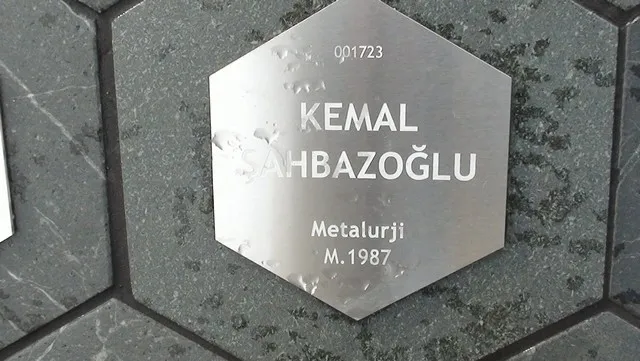 001723
KEMAL
ŞAHBAZOĞLU
Metalurji
M.1987